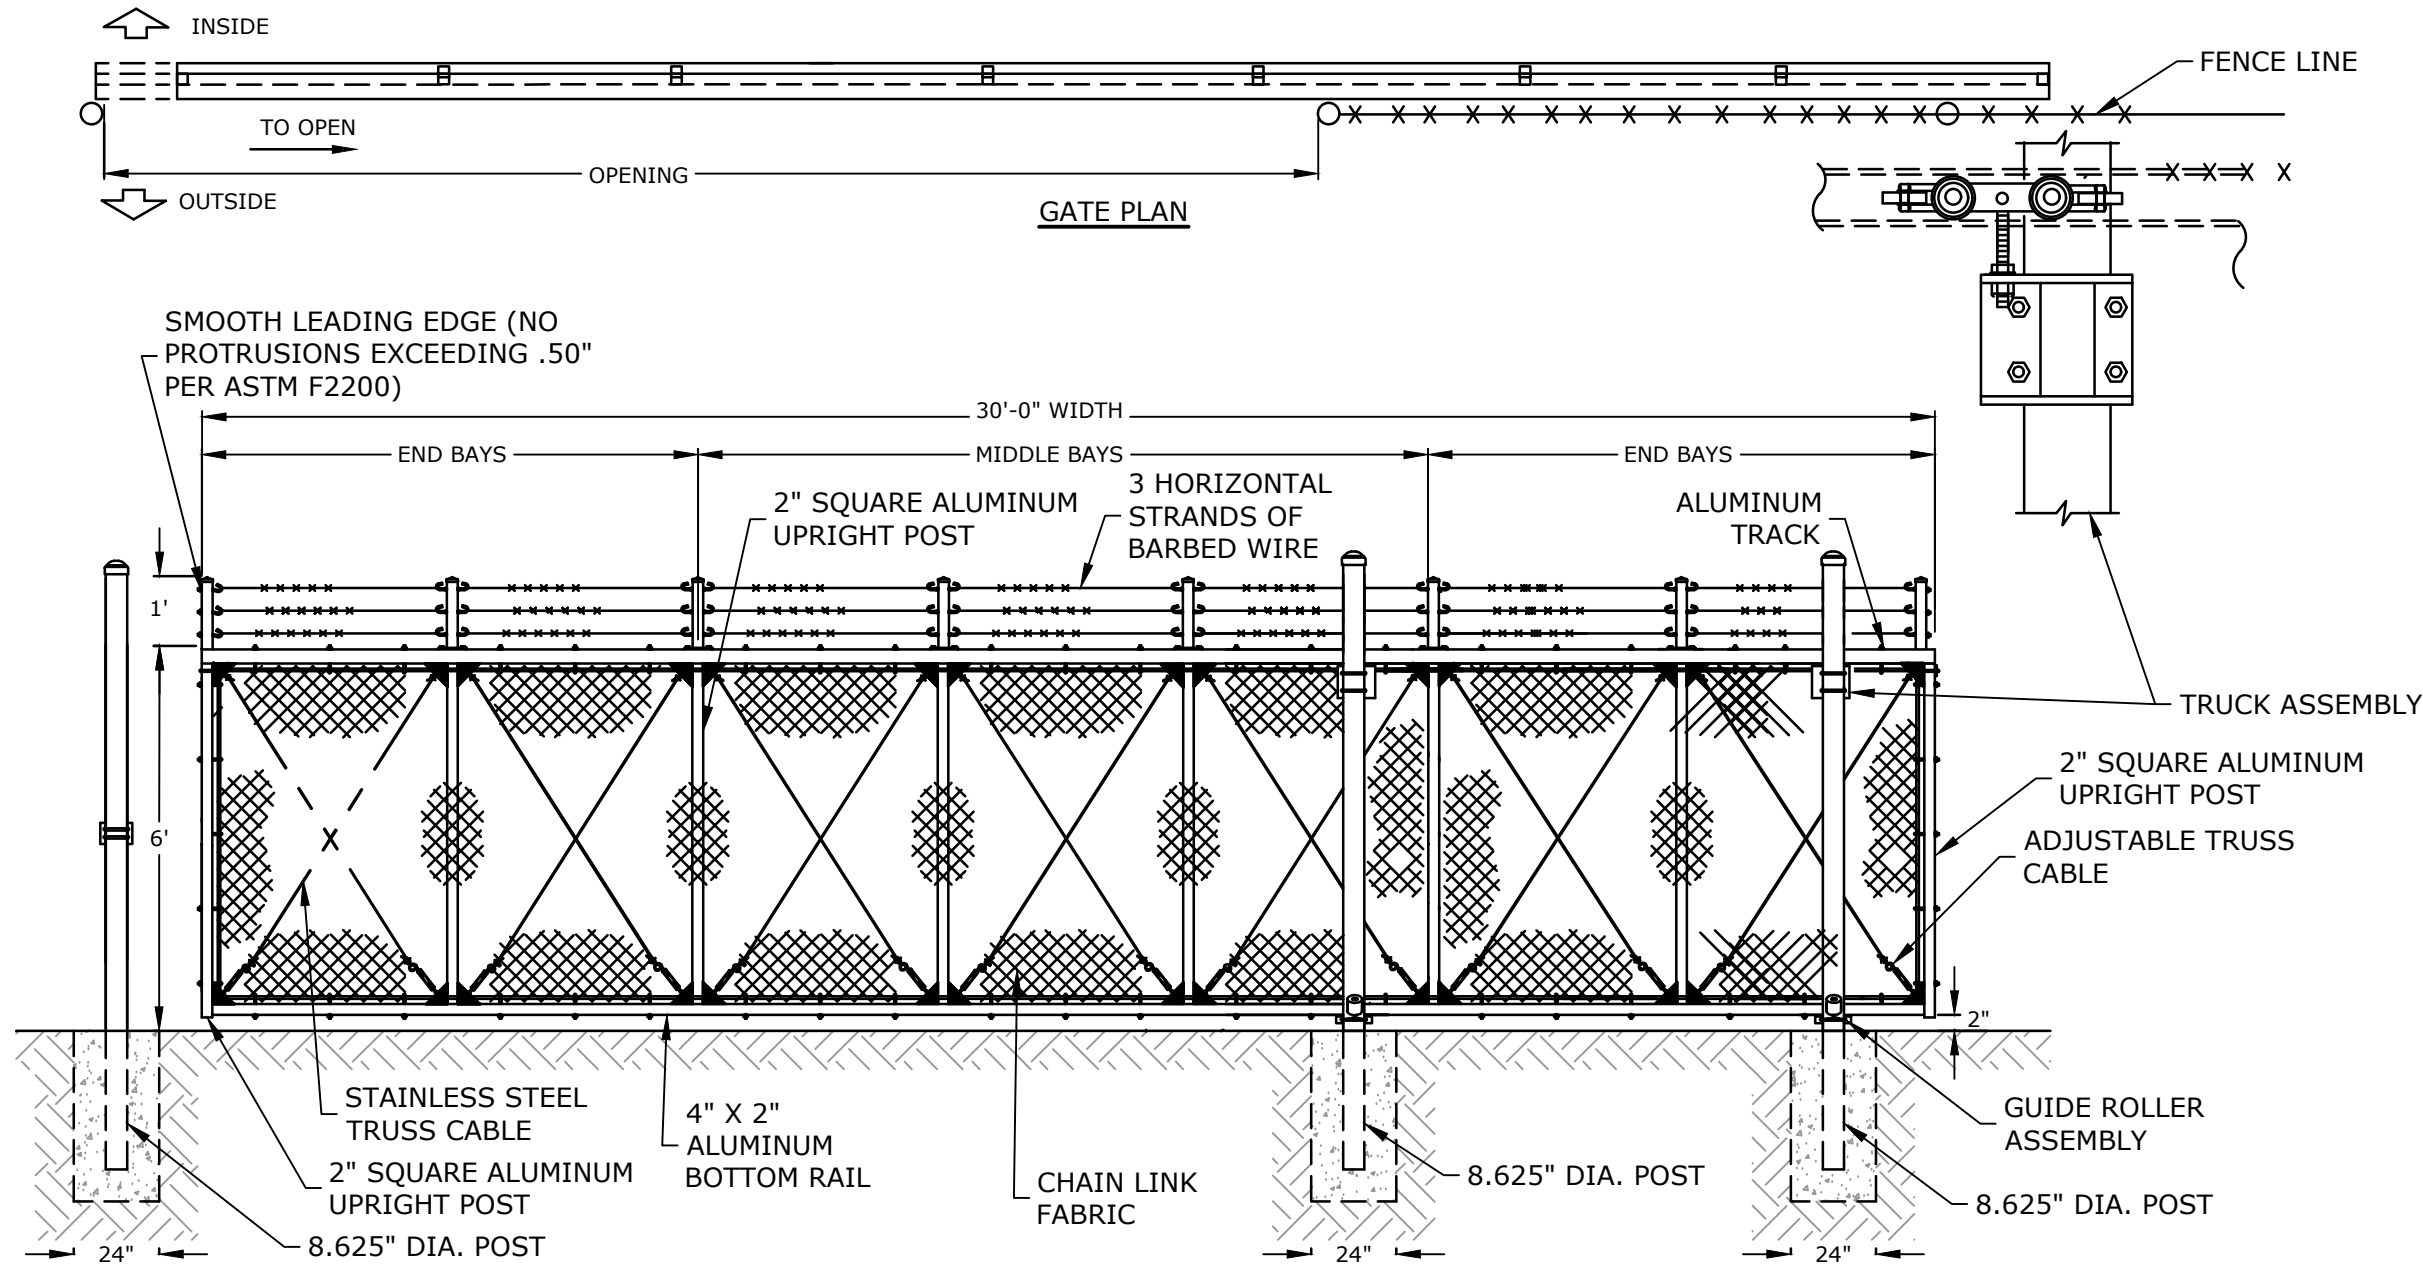 INSIDE
FENCE LINE
TO OPEN
OPENING
OUTSIDE
GATE PLAN
SMOOTH LEADING EDGE (NO
PROTRUSIONS EXCEEDING .50"
PER ASTM F2200)
30'-0" WIDTH
END BAYS
MIDDLE BAYS
END BAYS
2" SQUARE ALUMINUM
UPRIGHT POST
3 HORIZONTAL
STRANDS OF
BARBED WIRE
ALUMINUM
TRACK
1'
TRUCK ASSEMBLY
2" SQUARE ALUMINUM
UPRIGHT POST
6'
ADJUSTABLE TRUSS
CABLE
2"
STAINLESS STEEL
TRUSS CABLE
4" X 2"
ALUMINUM
BOTTOM RAIL
GUIDE ROLLER
ASSEMBLY
2" SQUARE ALUMINUM
UPRIGHT POST
CHAIN LINK
FABRIC
8.625" DIA. POST
8.625" DIA. POST
8.625" DIA. POST
24"
24"
24"